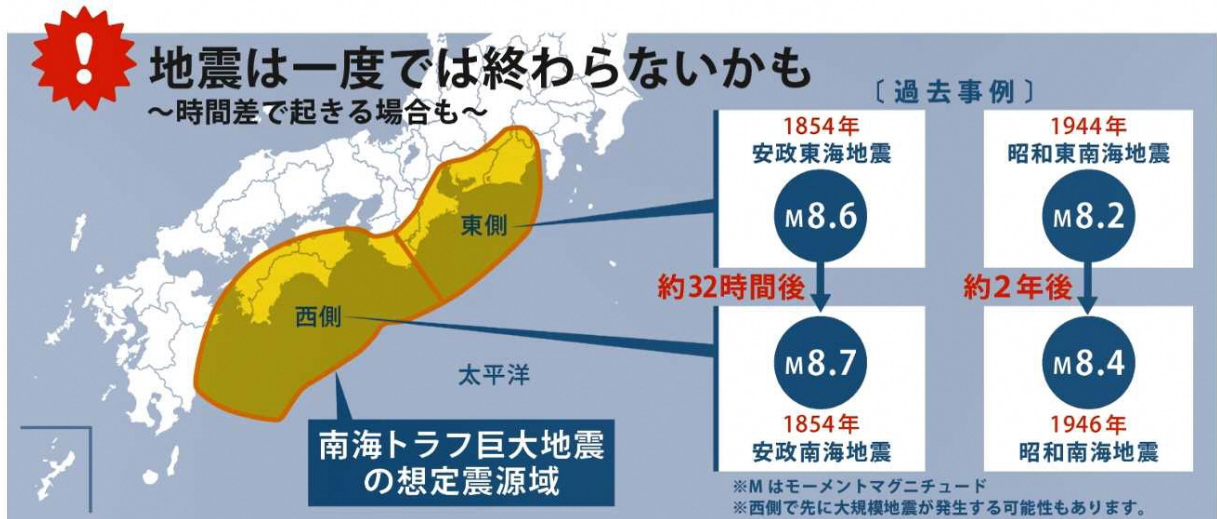 地震は一度では終わらないかも
～時間差で起きる場合も～
〔過去事例〕
1854年
安政東海地震
M8.6
約32時間後
M8.7
1854年
安政南海地震
1944年
昭和東南海地震
M8.2
約2年後
M8.4
1946年
昭和南海地震
東側
西側
太平洋
南海トラフ巨大地震
の想定震源域
※Mはモーメントマグニチュード
※西側で先に大規模地震が発生する可能性もあります。